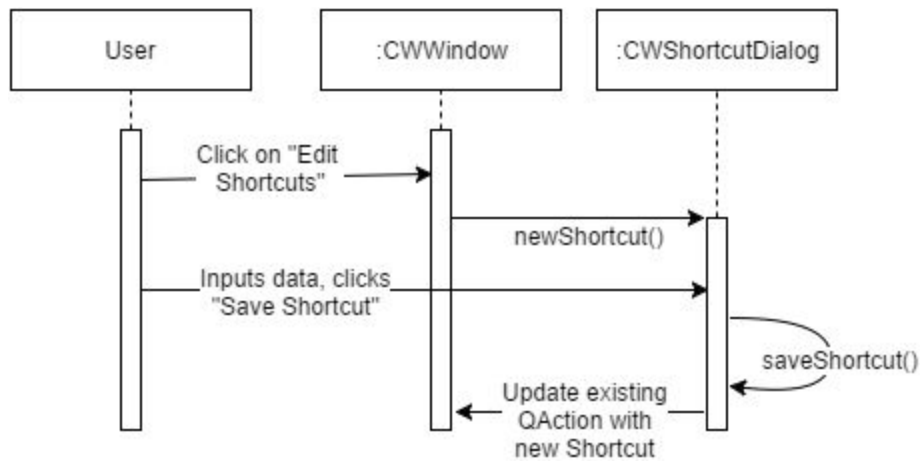 User
:CWWindow
:CWShortcutDialog
Click on "Edit
Shortcuts"
newShortcut()
Inputs data, clicks
"Save Shortcut"
saveShortcut()
Update existing
QAction with
new Shortcut